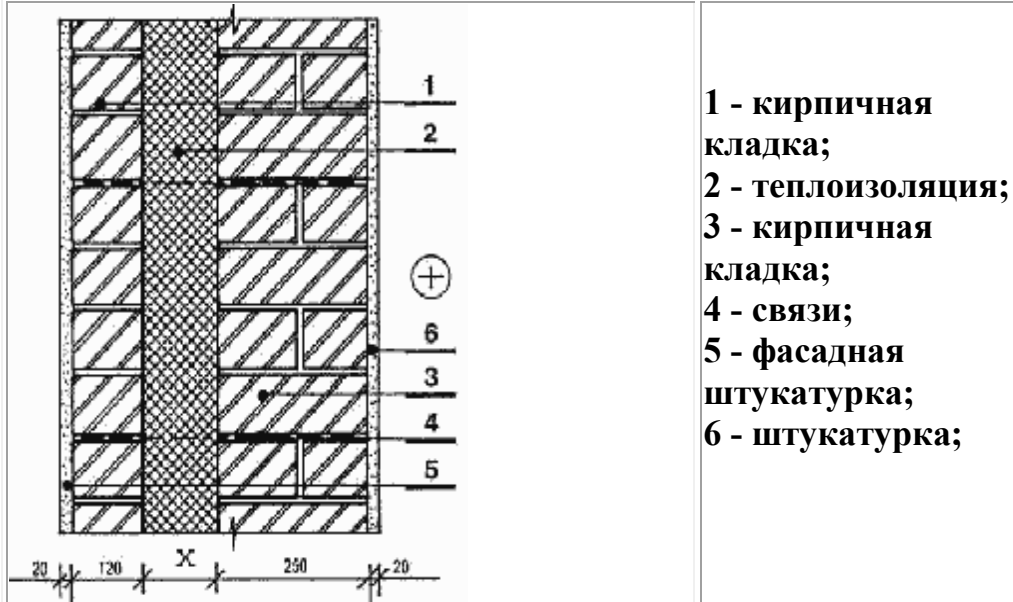 1
2
6
3
4
5
20 120 X 250 20
1 - кирпичная
кладка;
2 - теплоизоляция;
3 - кирпичная
кладка;
4 - связи;
5 - фасадная
штукатурка;
6 - штукатурка;